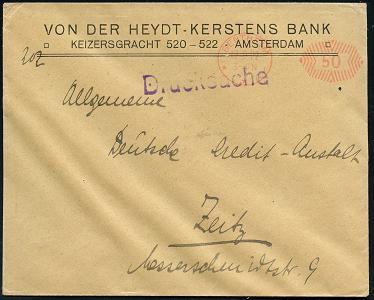 VON DER HEYDT-KERSTENS BANK
KEIZERSGRACHT 520-522 - AMSTERDAM
50
Drucksache
Allgemeine
Deutsche Credit-Anstalt
Zeitz
Messerschmidtstr. 9